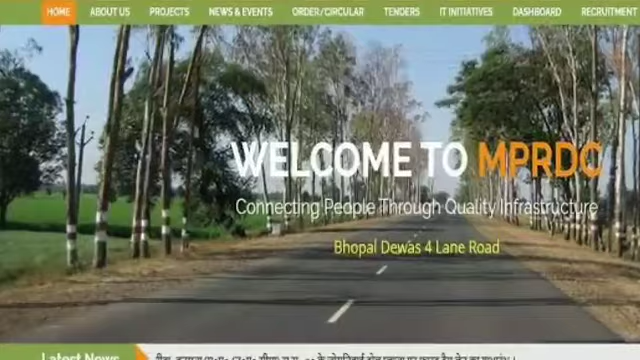 HOME ABOUT US PROJECTS NEWS & EVENTS ORDER/CIRCULAR TENDERS IT INITIATIVES DASHBOARD RECRUITMENT
WELCOME TO MPRDC
Connecting People Through Quality Infrastructure
Bhopal Dewas 4 Lane Road
Latest News